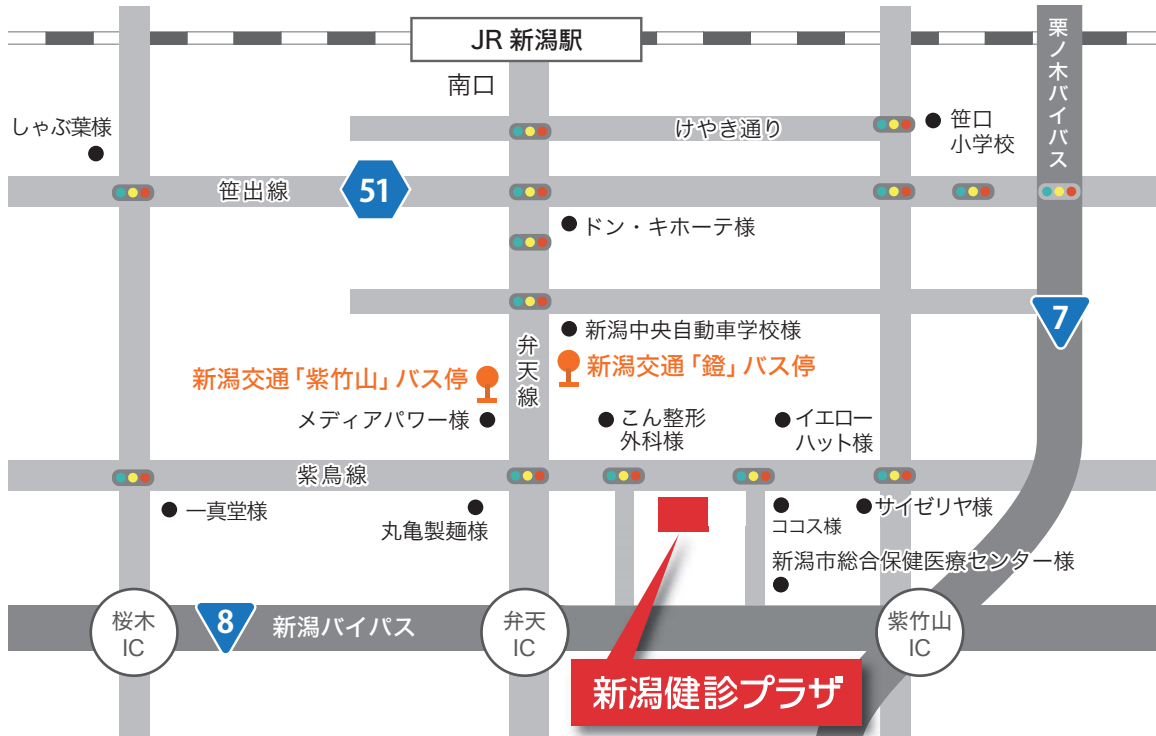 JR 新潟駅
南口
栗ノ木バイパス
しゃぶ葉様
けやき通り
笹口
小学校
笹出線
51
ドン・キホーテ様
7
新潟中央自動車学校様
弁天線
新潟交通「紫竹山」バス停
新潟交通「鐙」バス停
メディアパワー様
こん整形
外科様
イエロー
ハット様
紫鳥線
一真堂様
丸亀製麺様
ココス様
サイゼリヤ様
新潟市総合保健医療センター様
桜木
IC
8
新潟バイパス
弁天
IC
紫竹山
IC
新潟健診プラザ